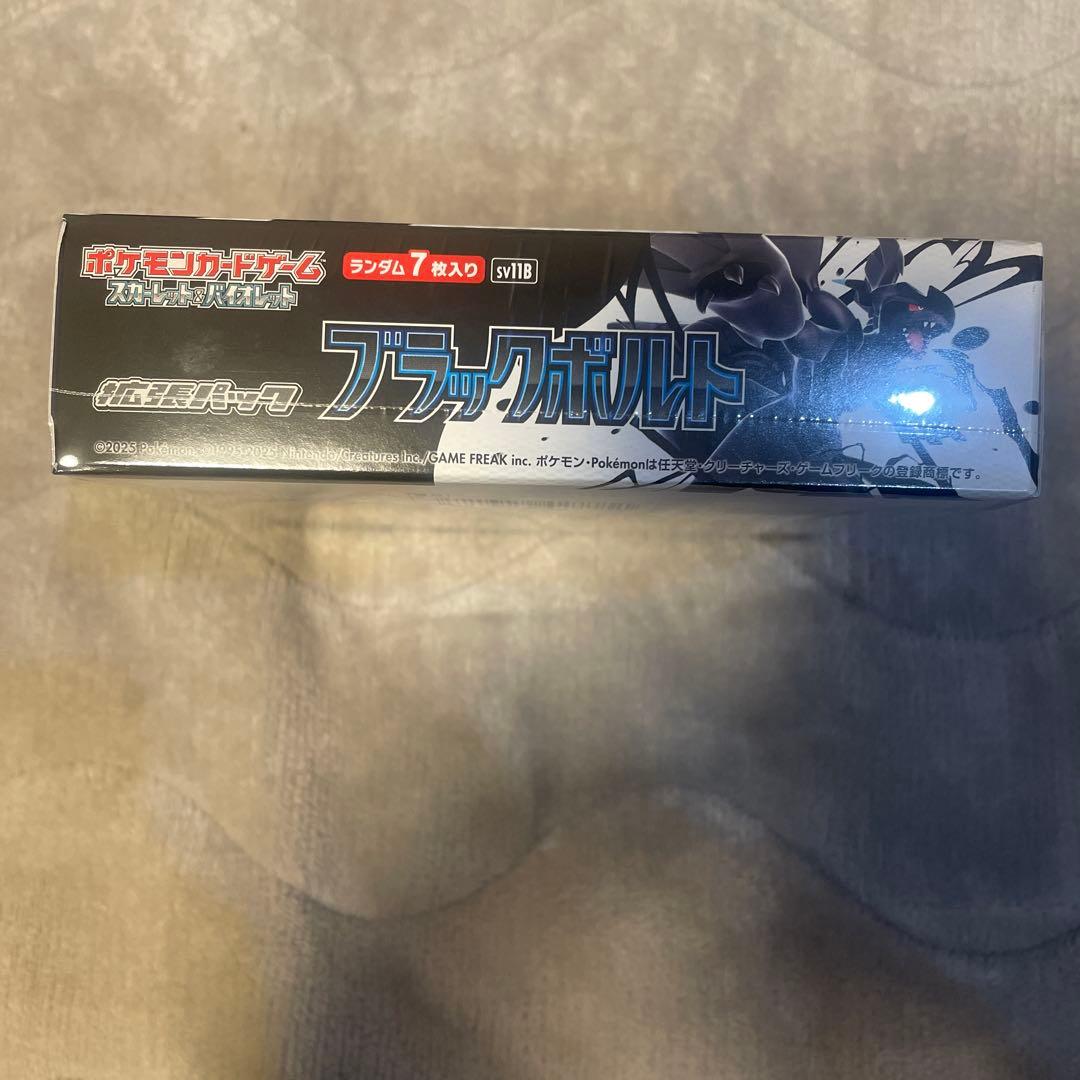 ポケモンカードゲーム
スカーレット&バイオレット
ランダム7枚入り
sv11B
拡張パック
ブラックボルト
©2025 Pokémon. ©1995-2025 Nintendo/Creatures Inc./GAME FREAK inc. ポケモン・Pokémonは任天堂・クリーチャーズ・ゲームフリークの登録商標です。